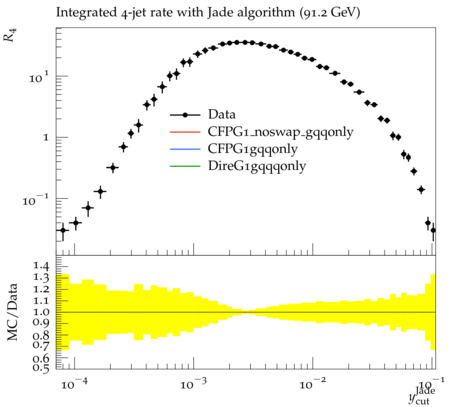 Integrated 4-jet rate with Jade algorithm (91.2 GeV)
R4
10^1
1
10^−1
Data
CFPG1_noswap_gqqonly
CFPG1gqqonly
DireG1gqqqonly
MC/Data
1.4
1.3
1.2
1.1
1.0
0.9
0.8
0.7
0.6
0.5
10^−4
10^−3
10^−2
10^−1
y_cut^Jade